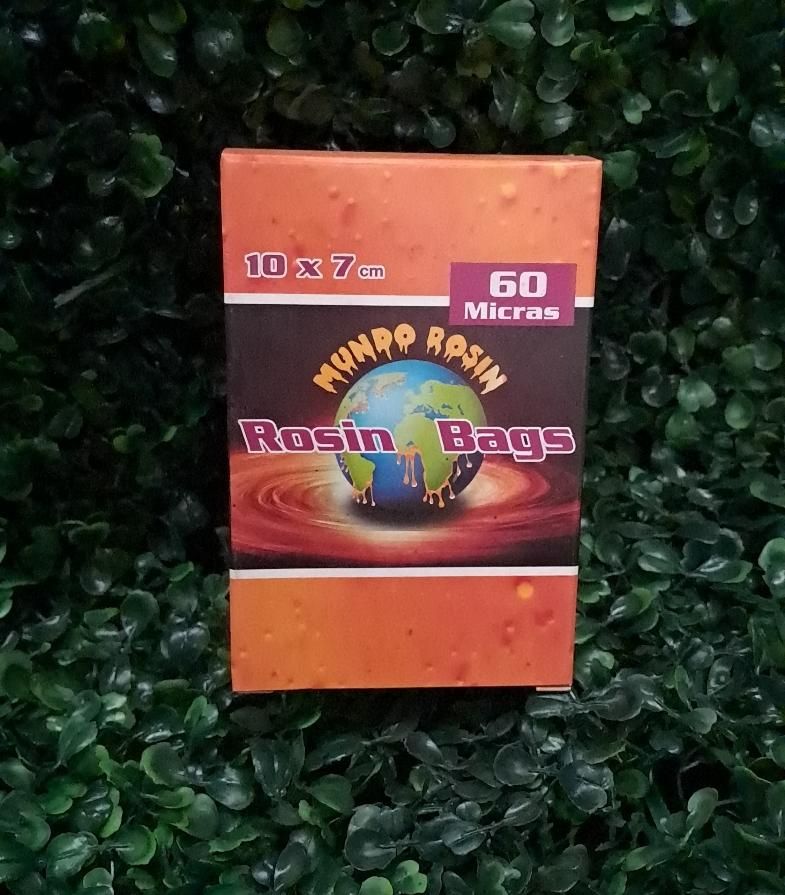 10 x 7 cm
60
Micras
MUNDO ROSIN
Rosin Bags